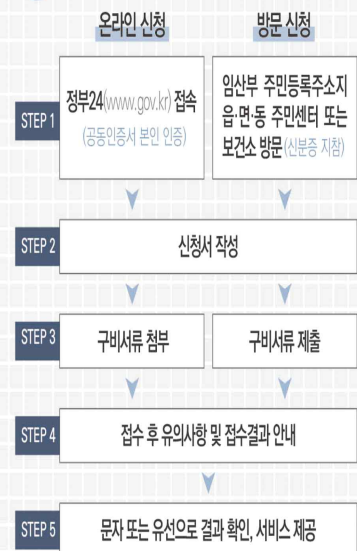 온라인 신청
방문 신청
STEP 1
정부24(www.gov.kr) 접속
(공동인증서 본인 인증)
임산부 주민등록주소지
읍·면·동 주민센터 또는
보건소 방문(신분증 지참)
STEP 2
신청서 작성
STEP 3
구비서류 첨부
구비서류 제출
STEP 4
접수 후 유의사항 및 접수결과 안내
STEP 5
문자 또는 유선으로 결과 확인, 서비스 제공